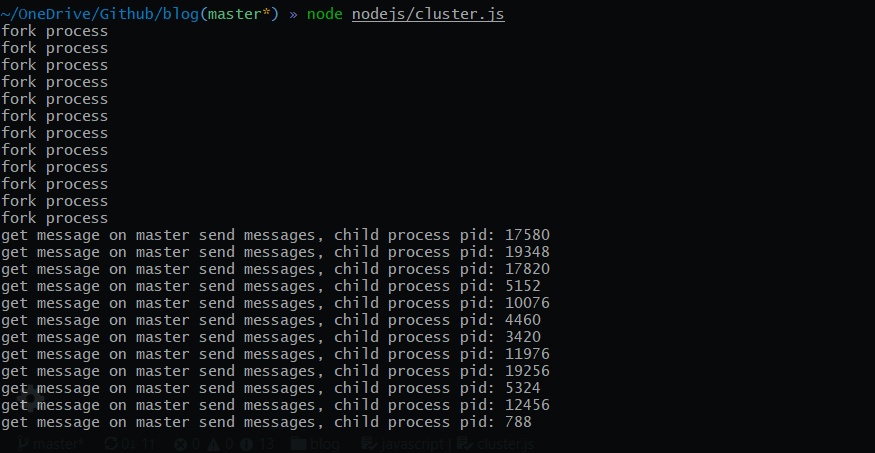 ~/OneDrive/Github/blog(master*) » node nodejs/cluster.js
fork process
fork process
fork process
fork process
fork process
fork process
fork process
fork process
fork process
fork process
fork process
fork process
get message on master send messages, child process pid: 17580
get message on master send messages, child process pid: 19348
get message on master send messages, child process pid: 17820
get message on master send messages, child process pid: 5152
get message on master send messages, child process pid: 10076
get message on master send messages, child process pid: 4460
get message on master send messages, child process pid: 3420
get message on master send messages, child process pid: 11976
get message on master send messages, child process pid: 19256
get message on master send messages, child process pid: 5324
get message on master send messages, child process pid: 12456
get message on master send messages, child process pid: 788
master* 0↓ 1↑ 0 0 13 blog javascript | cluster.js